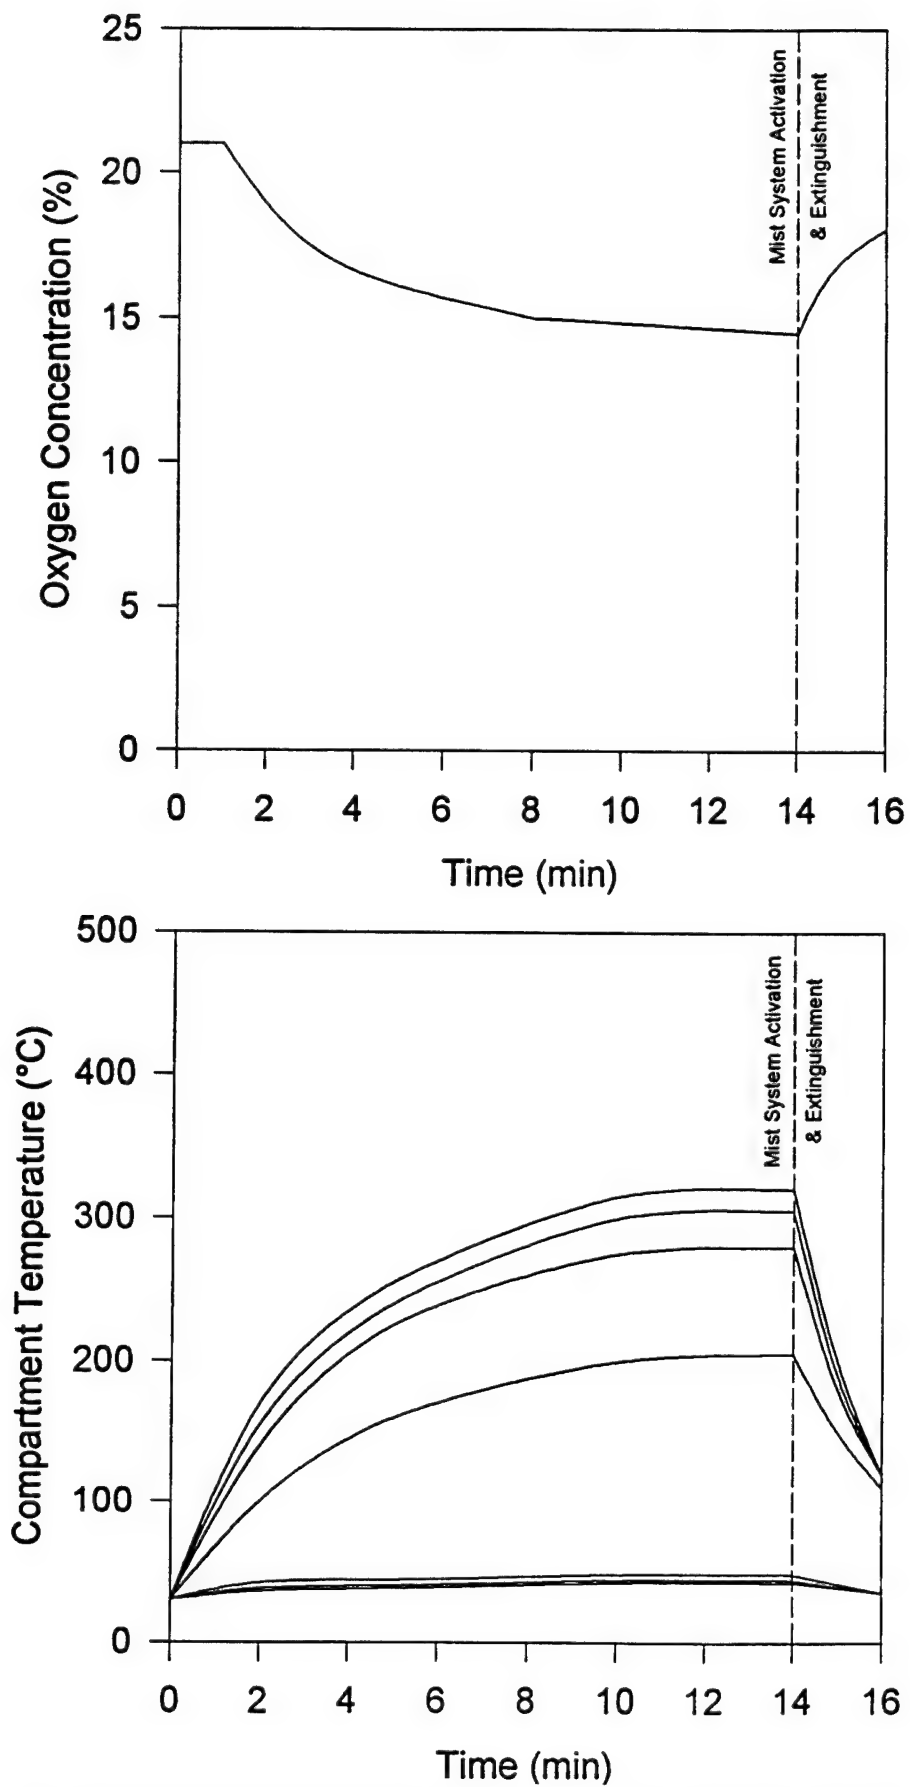 25
20
15
10
5
0
Oxygen Concentration (%)
Mist System Activation
& Extinguishment
0 2 4 6 8 10 12 14 16
Time (min)
500
400
300
200
100
0
Compartment Temperature (°C)
Mist System Activation
& Extinguishment
0 2 4 6 8 10 12 14 16
Time (min)